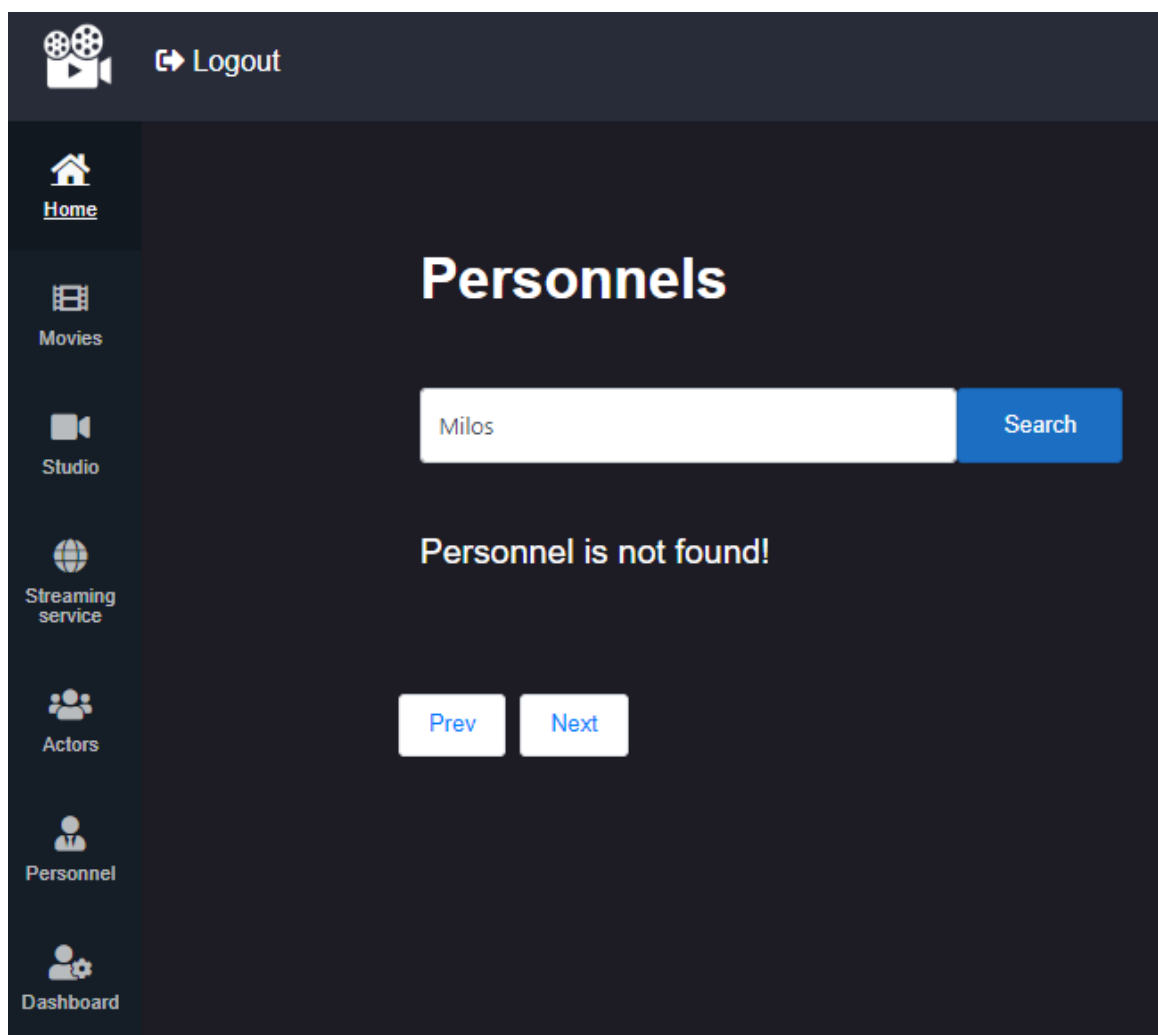 Logout
Home
Movies
Studio
Streaming
service
Actors
Personnel
Dashboard
Personnels
Milos
Search
Personnel is not found!
Prev
Next